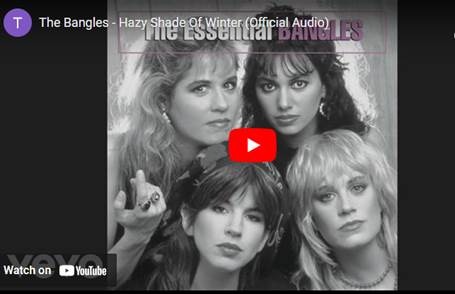 T
The Bangles - Hazy Shade Of Winter (Official Audio)
The Essential BANGLES
vevo
Watch on YouTube